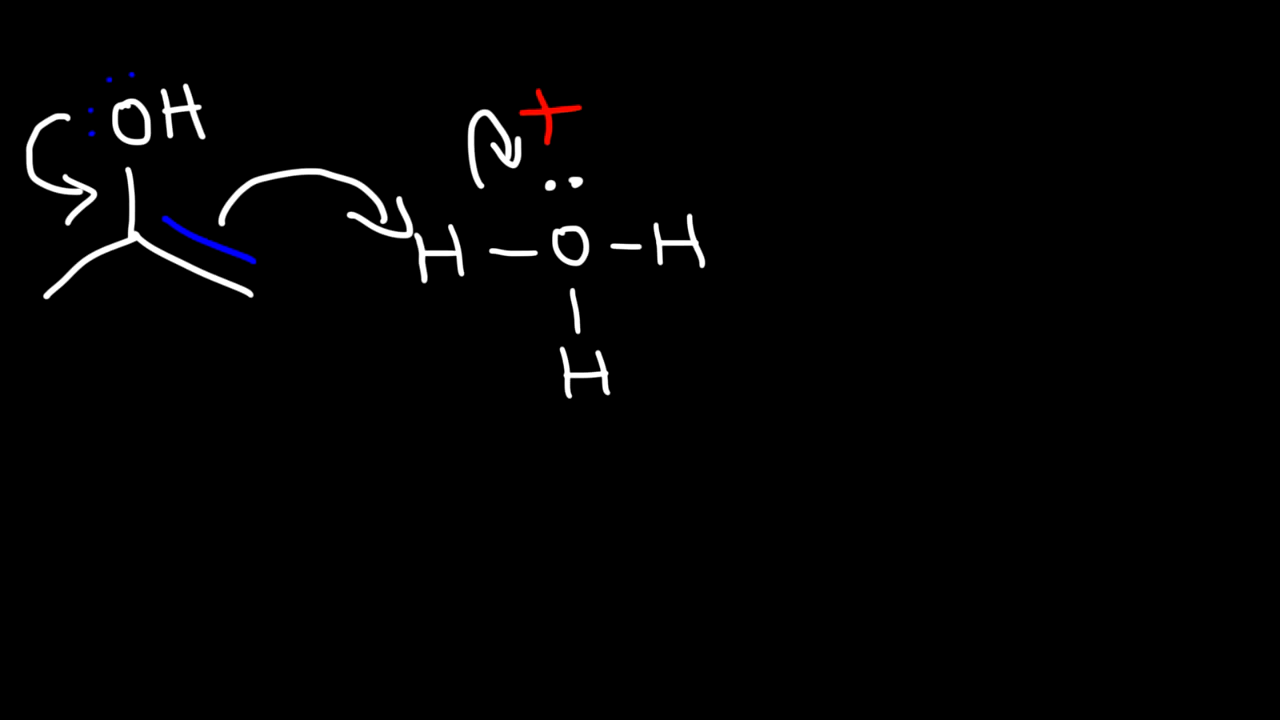 OH
+
H – O – H
H